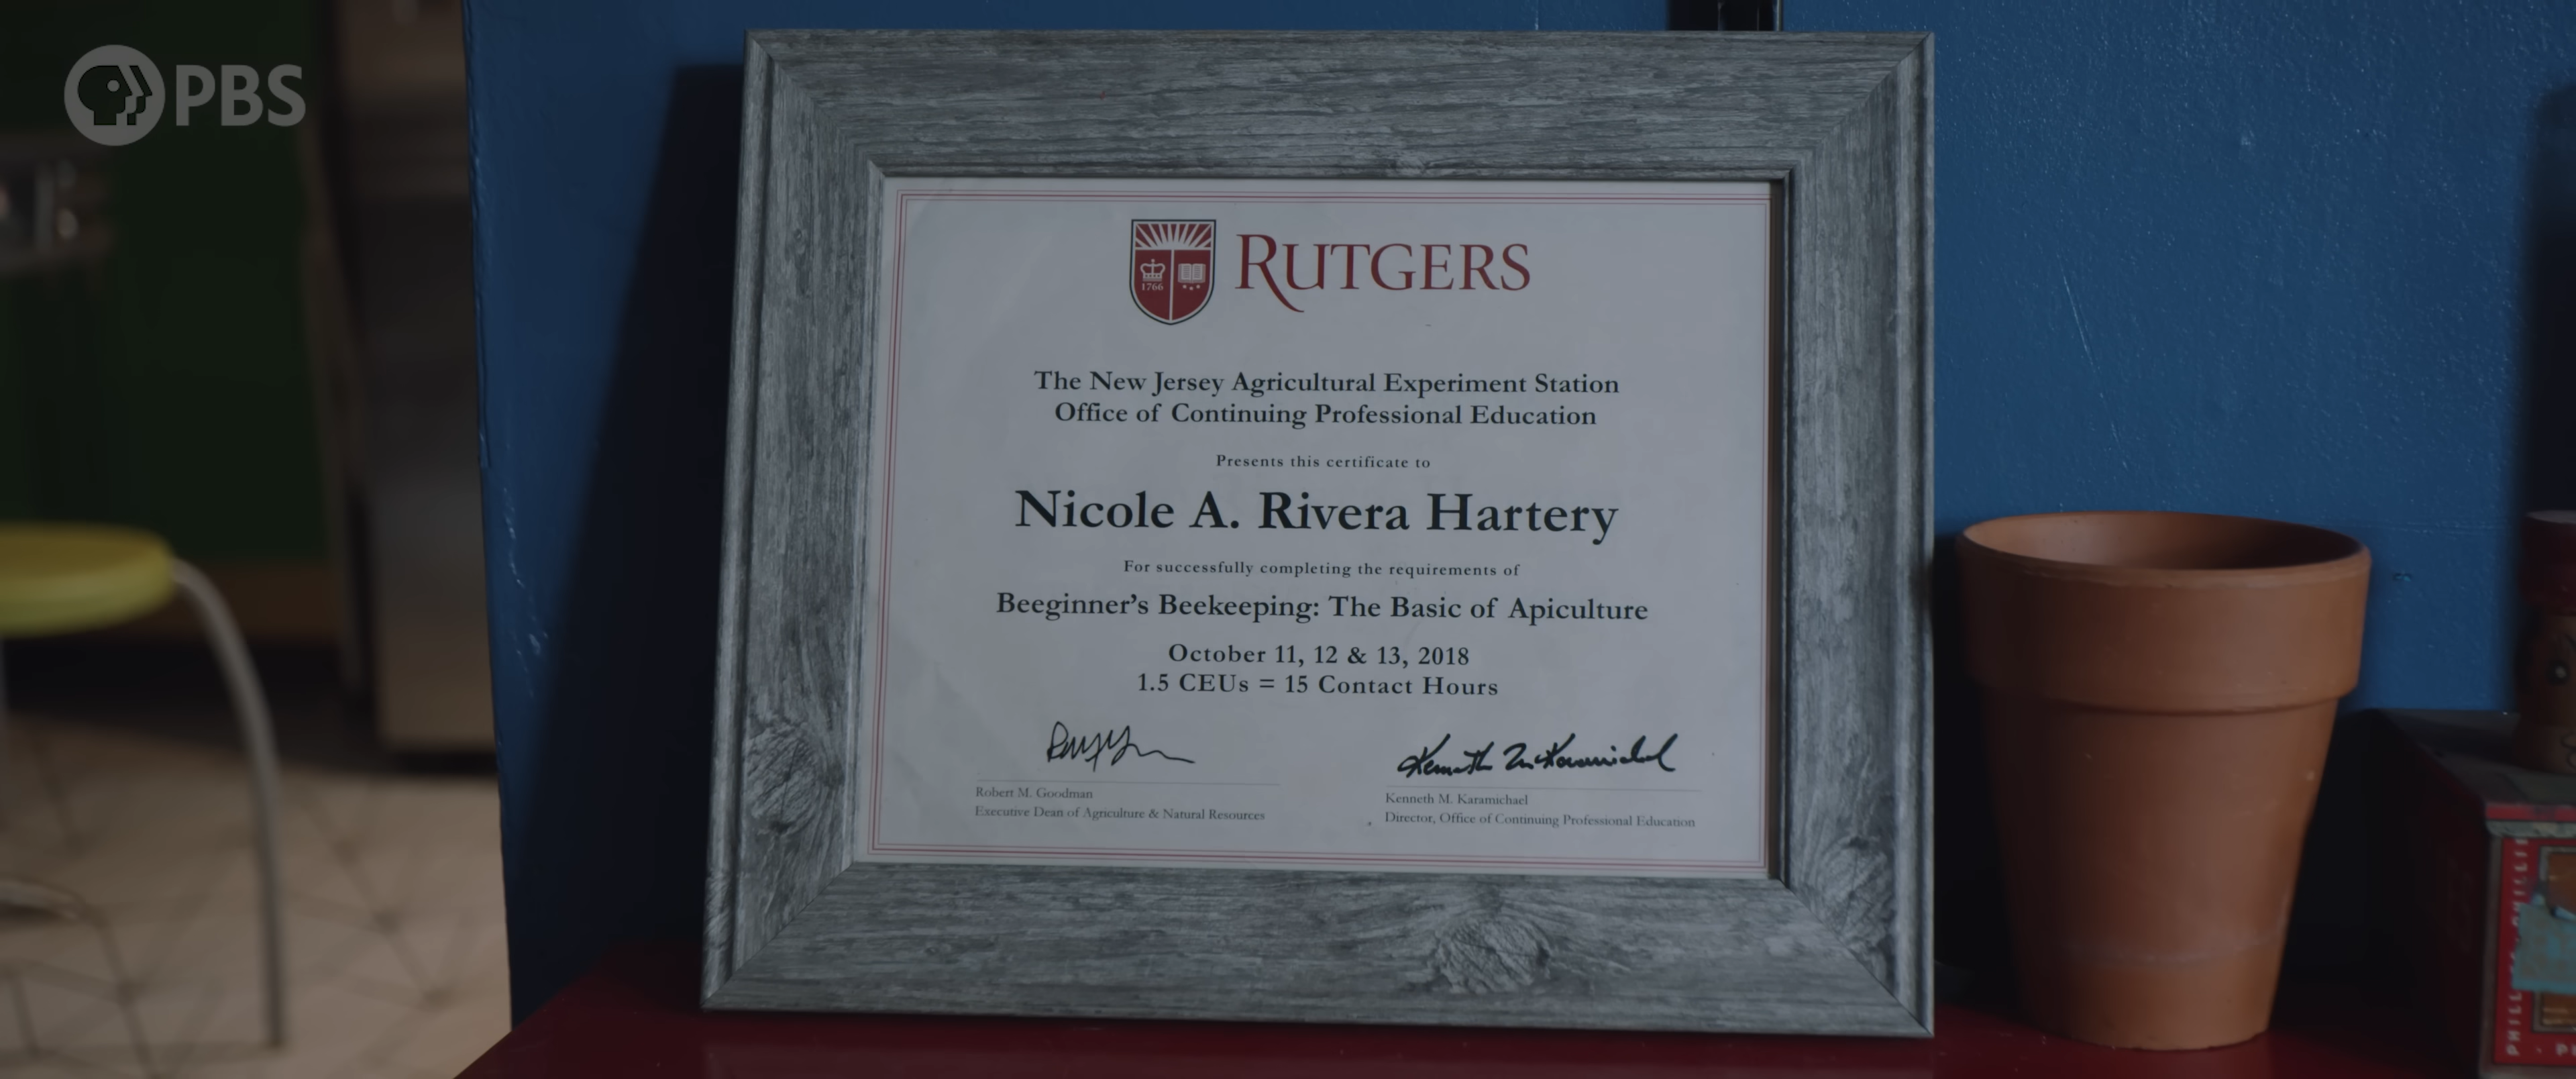 PBS
1766
RUTGERS
The New Jersey Agricultural Experiment Station
Office of Continuing Professional Education
Presents this certificate to
Nicole A. Rivera Hartery
For successfully completing the requirements of
Beeginner's Beekeeping: The Basic of Apiculture
October 11, 12 & 13, 2018
1.5 CEUs = 15 Contact Hours
Robert M. Goodman
Executive Dean of Agriculture & Natural Resources
Kenneth M. Karamichael
Kenneth M. Karamichael
Director, Office of Continuing Professional Education